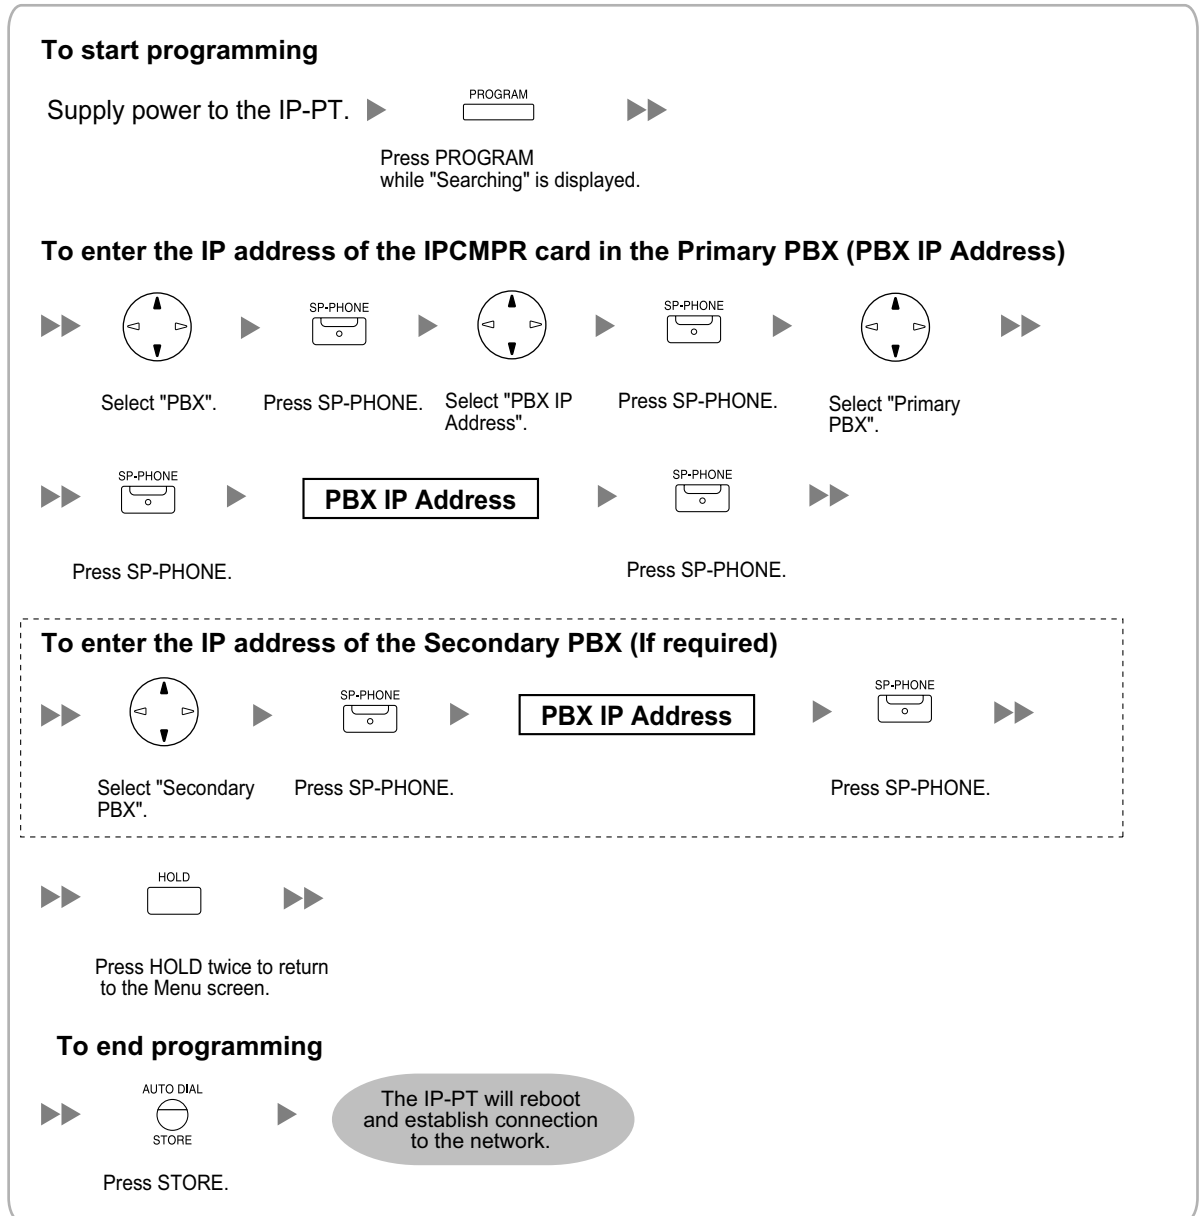 To start programming
Supply power to the IP-PT.
PROGRAM
Press PROGRAM
while "Searching" is displayed.
To enter the IP address of the IPCMPR card in the Primary PBX (PBX IP Address)
SP-PHONE
SP-PHONE
Select "PBX".
Press SP-PHONE.
Select "PBX IP
Address".
Press SP-PHONE.
Select "Primary
PBX".
SP-PHONE
PBX IP Address
SP-PHONE
Press SP-PHONE.
Press SP-PHONE.
To enter the IP address of the Secondary PBX (If required)
SP-PHONE
PBX IP Address
SP-PHONE
Select "Secondary
PBX".
Press SP-PHONE.
Press SP-PHONE.
HOLD
Press HOLD twice to return
to the Menu screen.
To end programming
AUTO DIAL
STORE
Press STORE.
The IP-PT will reboot
and establish connection
to the network.